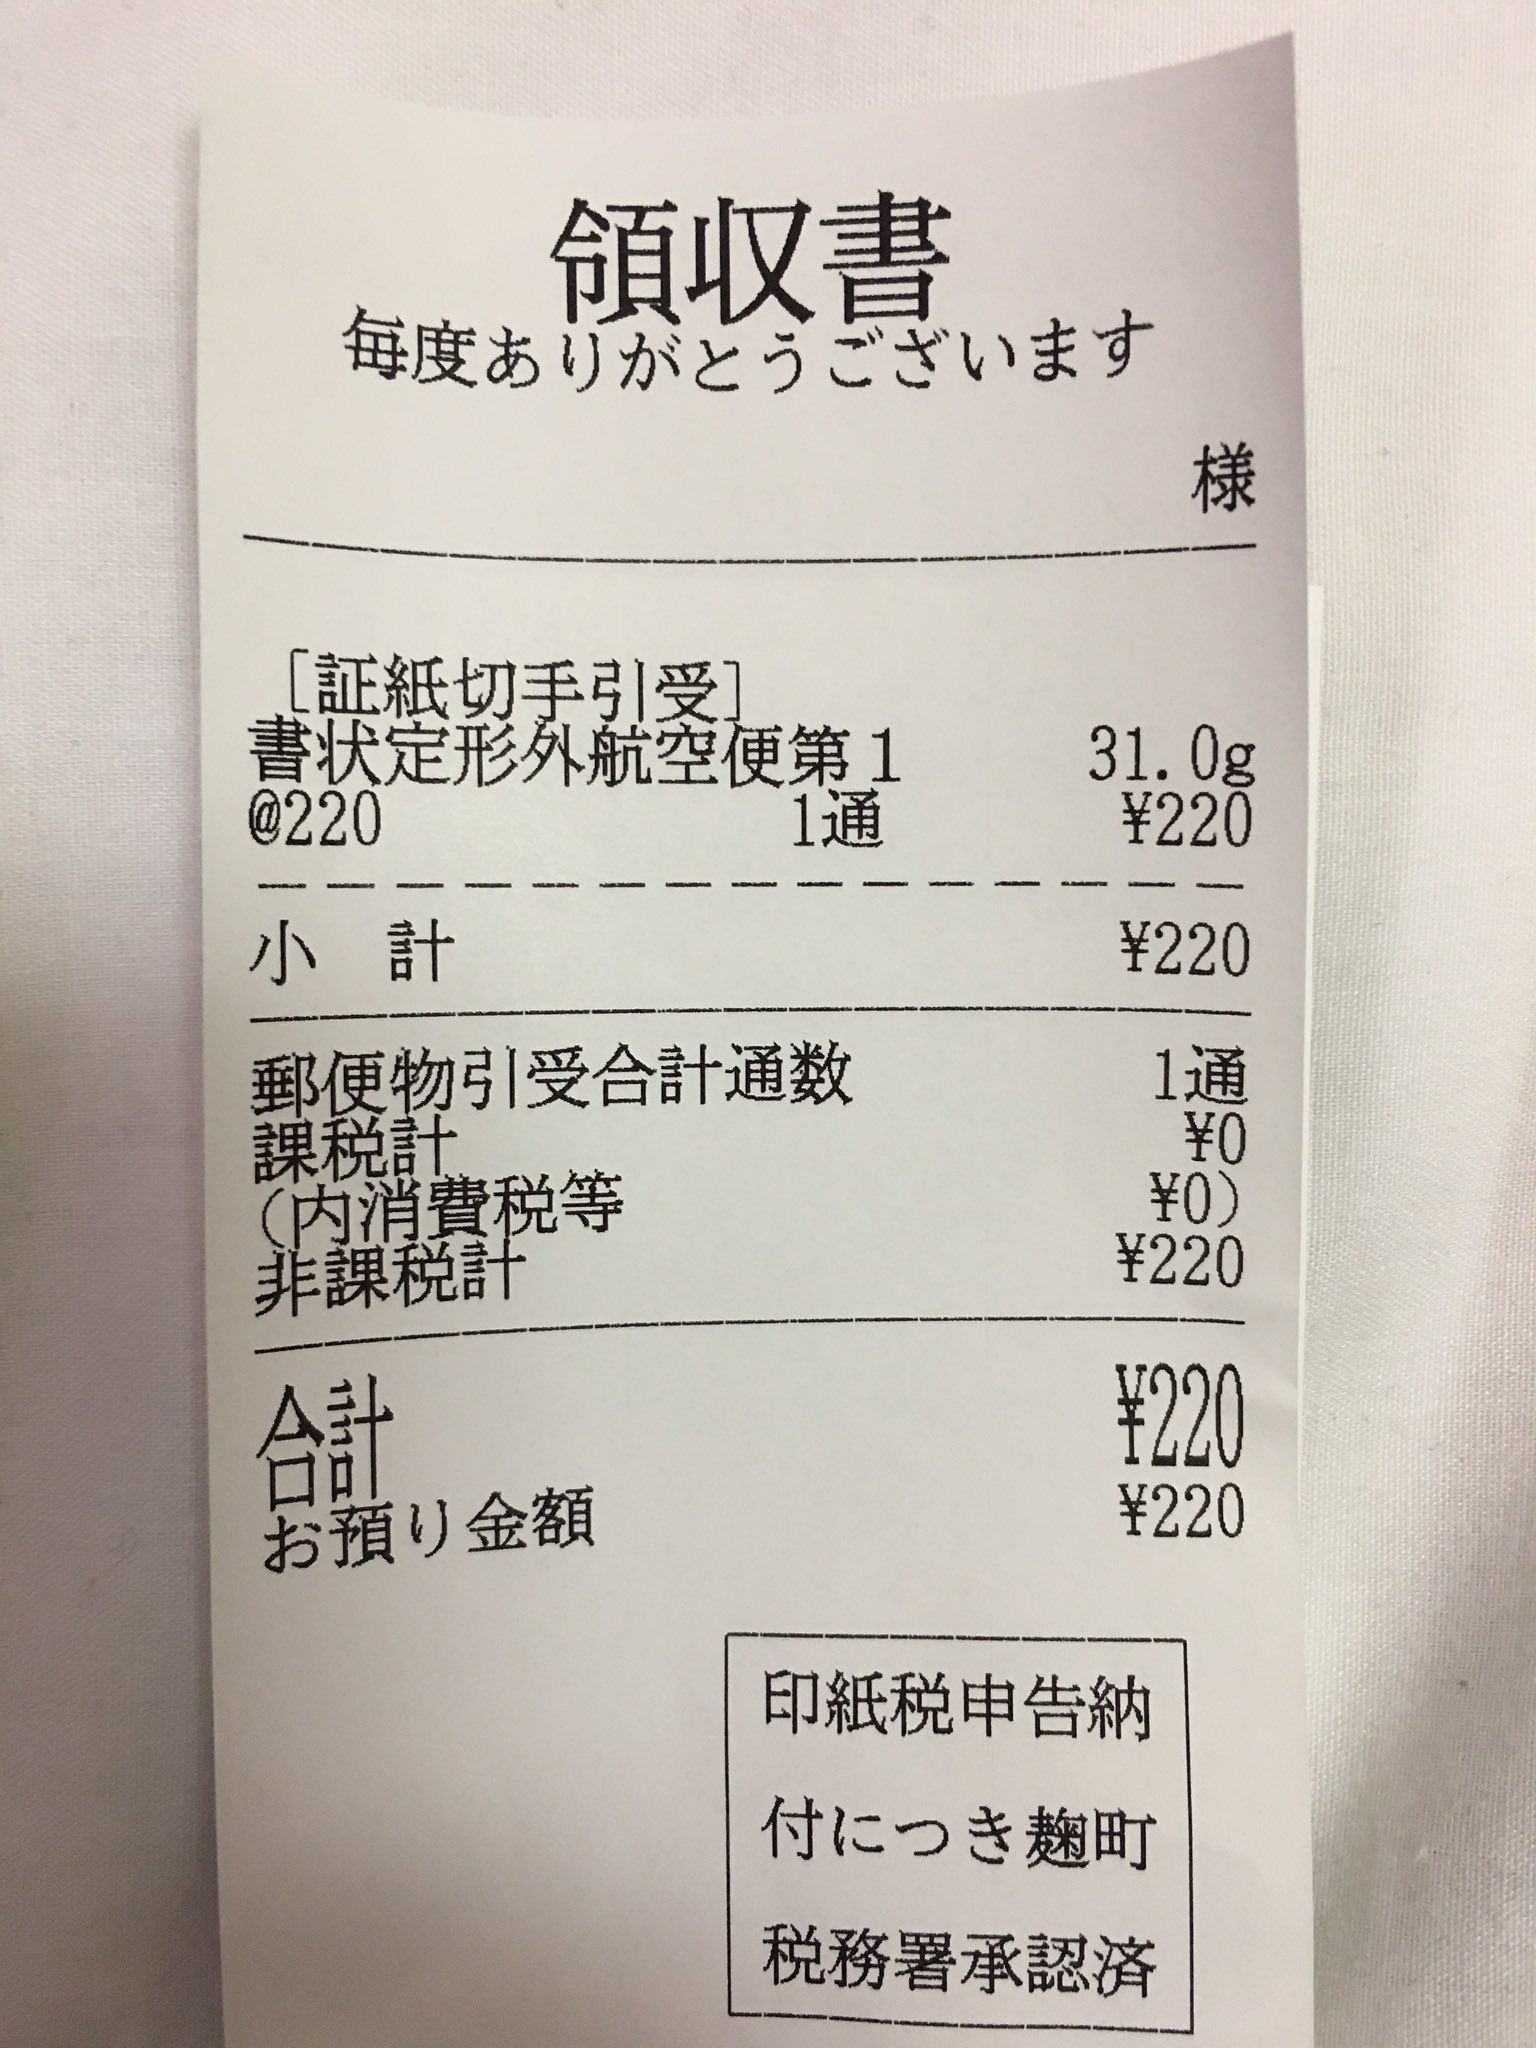 領収書
毎度ありがとうございます
様
［証紙切手引受］
書状定形外航空便第１ 31.0g
@220 1通 ¥220
小　計 ¥220
郵便物引受合計通数 1通
課税計 ¥0
(内消費税等 ¥0)
非課税計 ¥220
合計 ¥220
お預り金額 ¥220
印紙税申告納
付につき麹町
税務署承認済